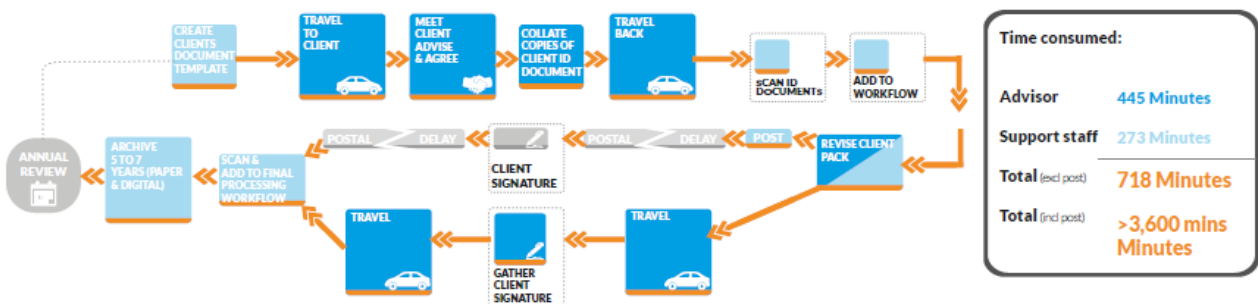 CREATE
CLIENTS
DOCUMENT
TEMPLATE
TRAVEL
TO
CLIENT
MEET
CLIENT
ADVISE
& AGREE
COLLATE
COPIES OF
CLIENT ID
DOCUMENT
TRAVEL
BACK
sCAN ID
DoCUMENTs
ADD TO
WORKFLOW
REVISE CLIENT
PACK
POST
POSTAL DELAY
CLIENT
SIGNATURE
POSTAL DELAY
TRAVEL
GATHER
CLIENT
SIGNATURE
TRAVEL
SCAN &
ADD TO FINAL
PROCESSING
WORKFLOW
ARCHIVE
5 TO 7
YEARS (PAPER
& DIGITAL)
ANNUAL
REVIEW
Time consumed:
Advisor 445 Minutes
Support staff 273 Minutes
Total (excl post) 718 Minutes
Total (incl post) >3,600 mins
Minutes